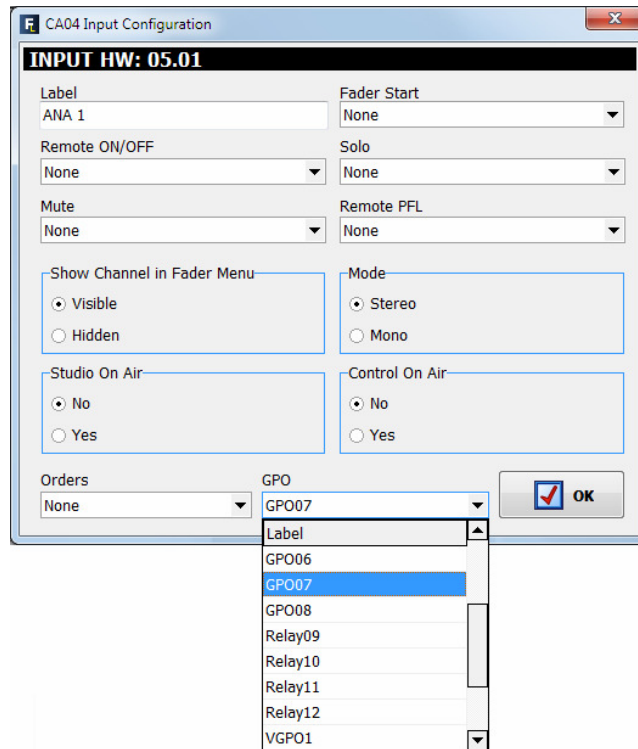 CA04 Input Configuration
INPUT HW: 05.01
Label
Fader Start
ANA 1
None
Remote ON/OFF
Solo
None
None
Mute
Remote PFL
None
None
Show Channel in Fader Menu
Mode
Visible
Stereo
Hidden
Mono
Studio On Air
Control On Air
No
No
Yes
Yes
Orders
GPO
None
GPO07
OK
Label
GPO06
GPO07
GPO08
Relay09
Relay10
Relay11
Relay12
VGPO1